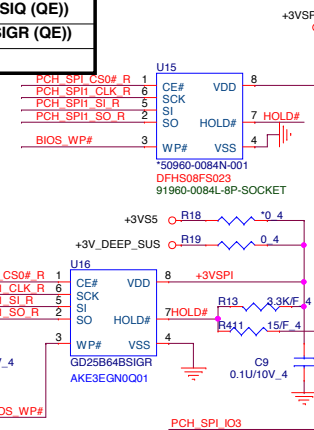 SIQ (QE))
SIGR (QE))
+3VSP
U15
PCH_SPI_CS0#_R 1 CE# VDD 8
PCH_SPI1_CLK_R 6 SCK
PCH_SPI1_SI_R 5 SI
PCH_SPI1_SO_R 2 SO HOLD# 7 HOLD#
BIOS_WP# 3 WP# VSS 4
*50960-0084N-001
DFHS08FS023
91960-0084L-8P-SOCKET
+3VS5 R18 *0_4
+3V_DEEP_SUS R19 0_4
U16
_CS0#_R 1 CE# VDD 8 +3VSPI
_CLK_R 6 SCK
_SI_R 5 SI R13 3.3K/F_4
_SO_R 2 SO HOLD# 7 HOLD#
R411 15/F_4
3 WP# VSS 4
GD25B64BSIGR
AKE3EGN0Q01
V_4
C9
0.1U/10V_4
OS_WP#
PCH_SPI_IO3